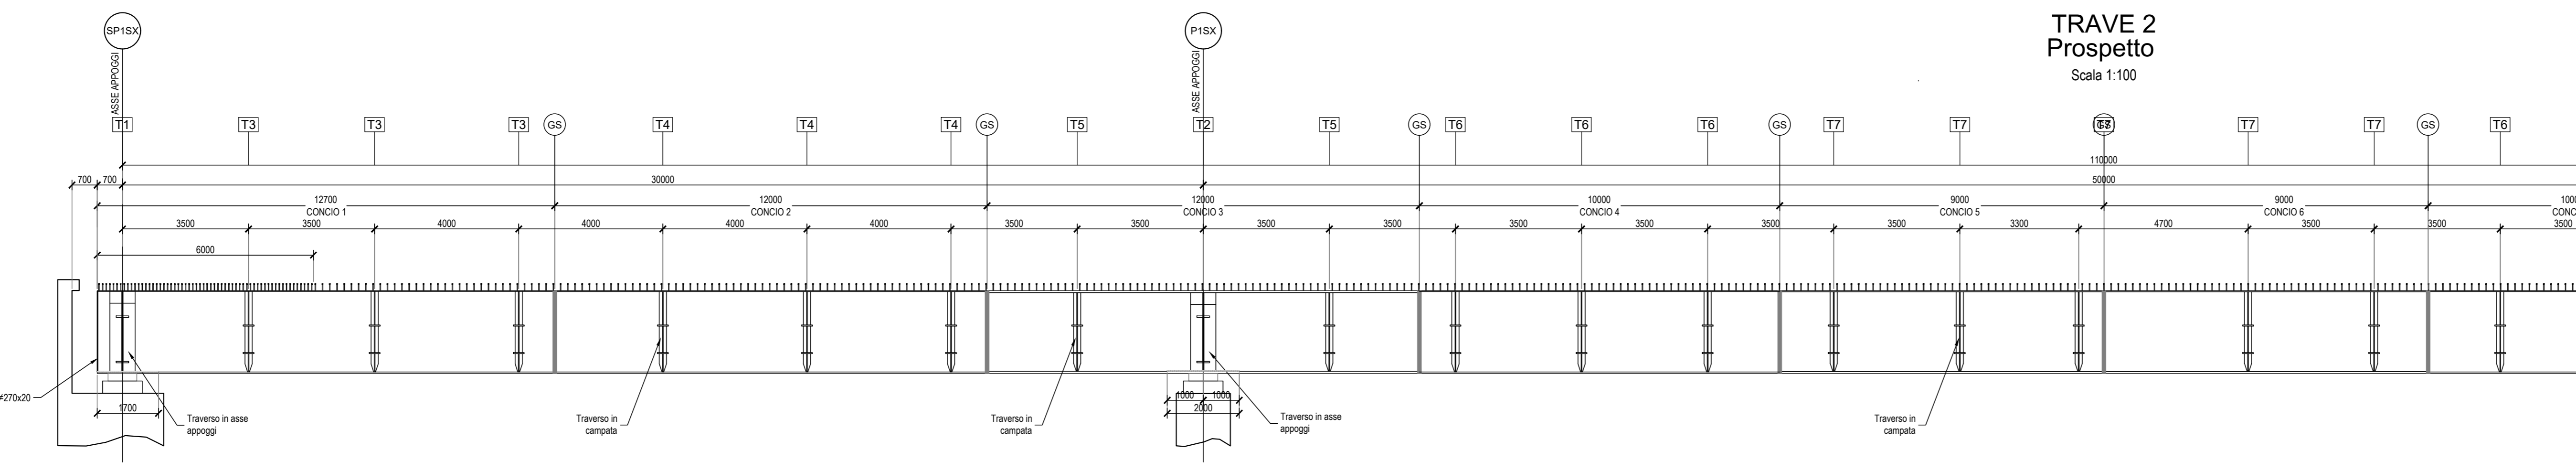 SP1SX
P1SX
TRAVE 2
Prospetto
Scala 1:100
ASSE APPOGGI
ASSE APPOGGI
T1 T3 T3 T3 GS T4 T4 T4 GS T5 T2 T5 GS T6 T6 T6 GS T7 T7 GS T7 T7 GS T6
110000
700 700 30000 50000
12700 12000 12000 10000 9000 9000
CONCIO 1 CONCIO 2 CONCIO 3 CONCIO 4 CONCIO 5 CONCIO 6
3500 3500 4000 4000 4000 4000 3500 3500 3500 3500 3500 3500 3500 3500 3500 3300 4700 3500 3500 3500
6000
≠270x20
1700
1000 1000
2000
Traverso in asse
appoggi
Traverso in
campata
Traverso in
campata
Traverso in asse
appoggi
Traverso in
campata